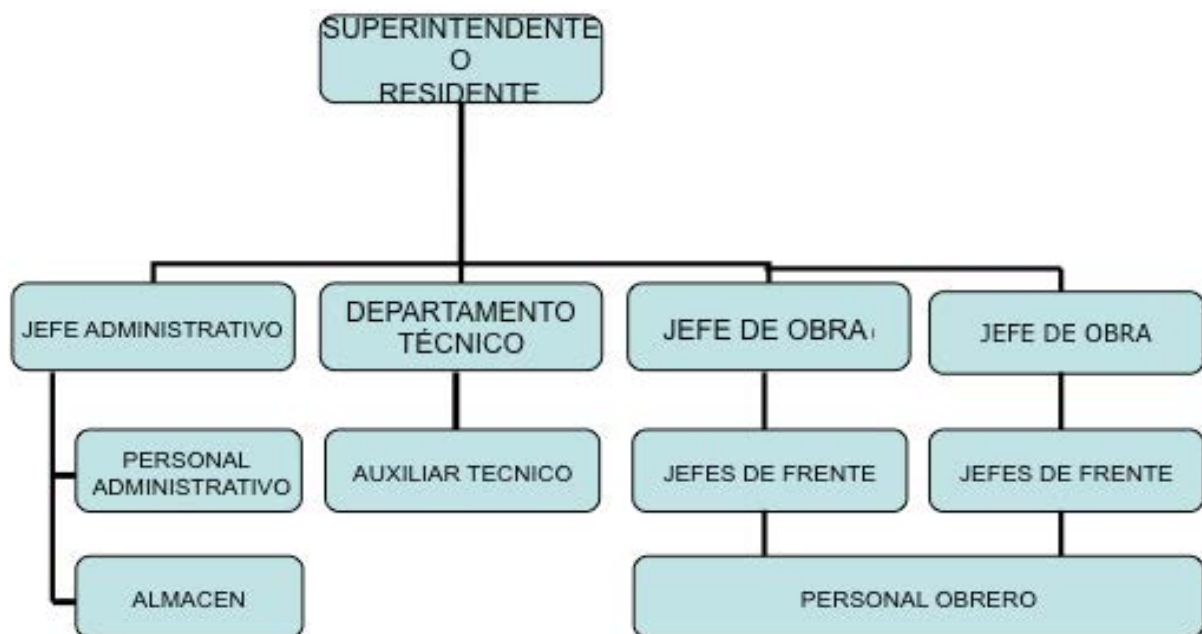 SUPERINTENDENTE
O
RESIDENTE
JEFE ADMINISTRATIVO
DEPARTAMENTO
TÉCNICO
JEFE DE OBRA
JEFE DE OBRA
PERSONAL
ADMINISTRATIVO
AUXILIAR TECNICO
JEFES DE FRENTE
JEFES DE FRENTE
ALMACEN
PERSONAL OBRERO